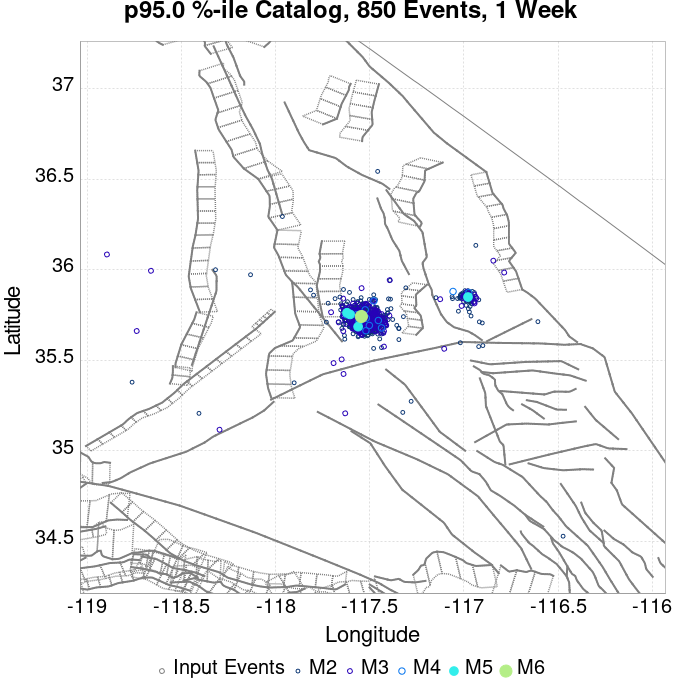 p95.0 %-ile Catalog, 850 Events, 1 Week
Latitude
37
36.5
36
35.5
35
34.5
-119 -118.5 -118 -117.5 -117 -116.5 -116
Longitude
Input Events M2 M3 M4 M5 M6